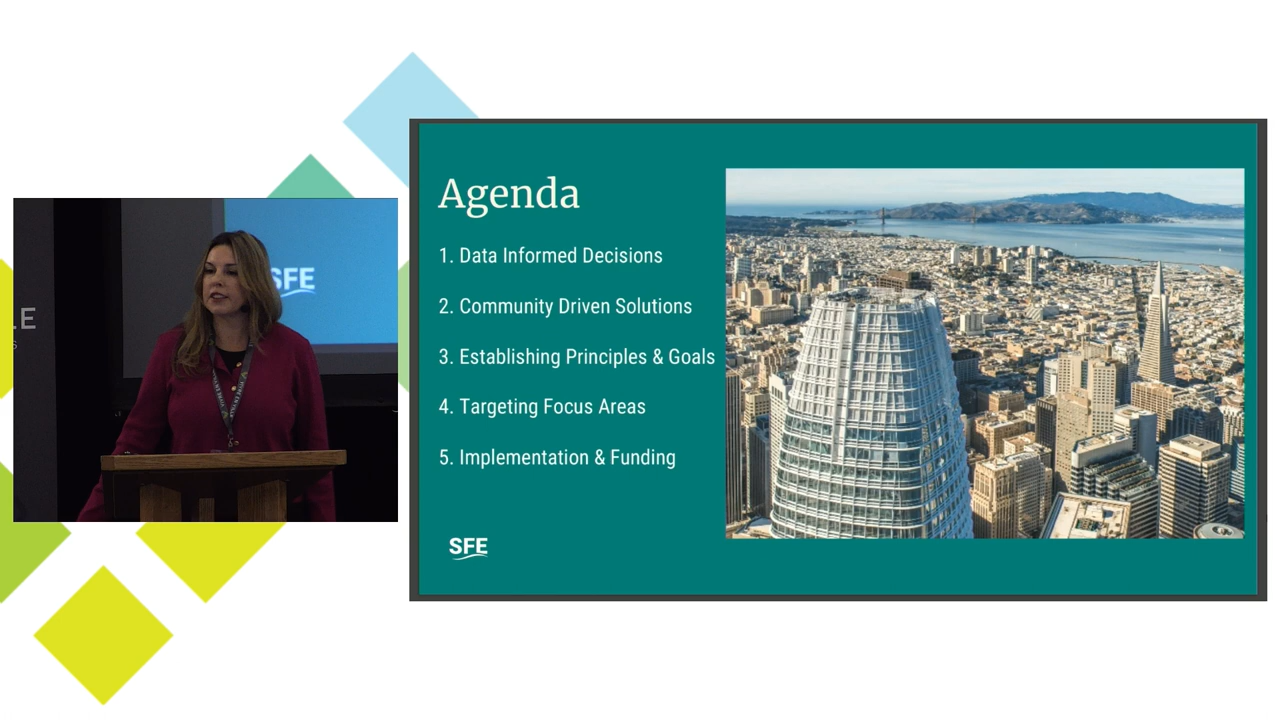 Agenda
1. Data Informed Decisions
2. Community Driven Solutions
3. Establishing Principles & Goals
4. Targeting Focus Areas
5. Implementation & Funding
SFE
SFE
LE
S